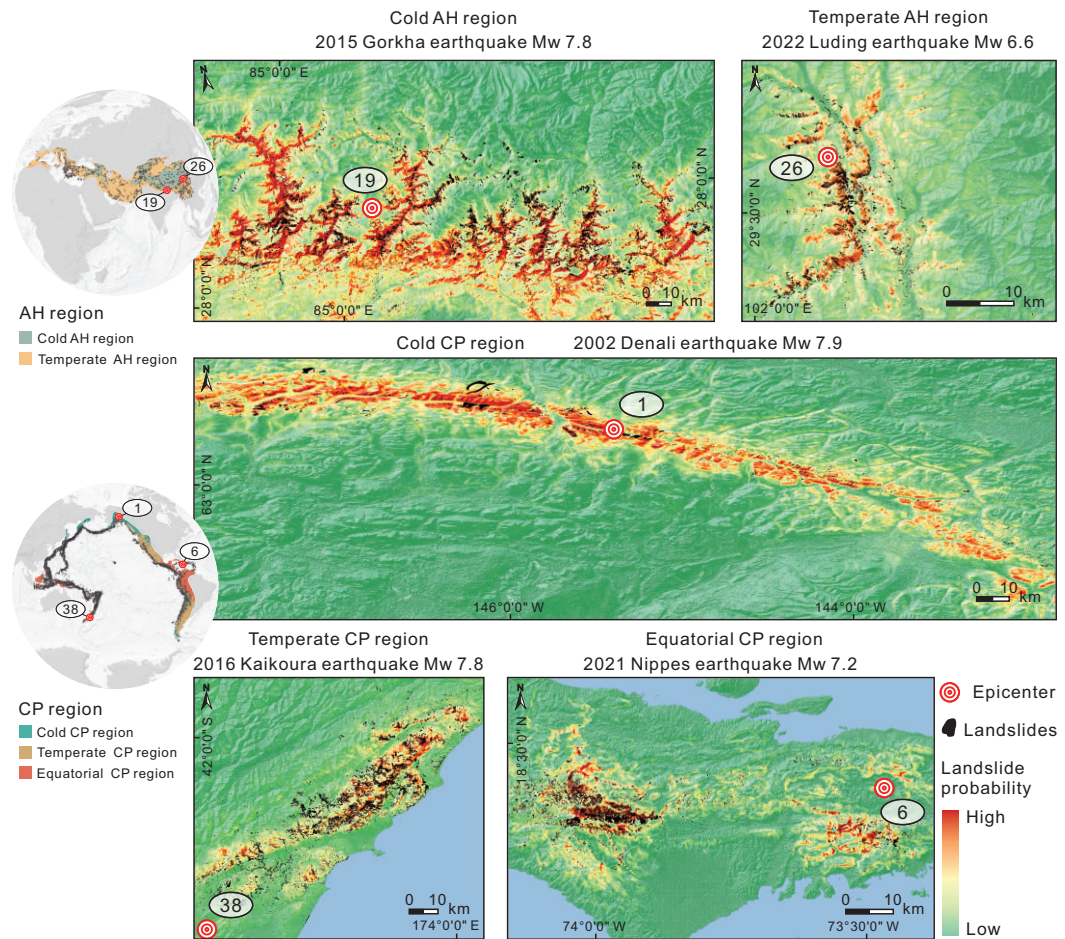 Cold AH region
2015 Gorkha earthquake Mw 7.8
Temperate AH region
2022 Luding earthquake Mw 6.6
N
85°0'0" E
19
28°0'0" N
28°0'0" N
85°0'0" E
0 10
km
N
26
29°30'0" N
102°0'0" E
0 10
km
26
19
AH region
Cold AH region
Temperate AH region
Cold CP region 2002 Denali earthquake Mw 7.9
N
1
63°0'0" N
146°0'0" W
144°0'0" W
0 10
km
1
6
38
CP region
Cold CP region
Temperate CP region
Equatorial CP region
Temperate CP region
2016 Kaikoura earthquake Mw 7.8
N
42°0'0" S
38
0 10
km
174°0'0" E
Equatorial CP region
2021 Nippes earthquake Mw 7.2
N
18°30'0" N
6
0 10
km
74°0'0" W
73°30'0" W
Epicenter
Landslides
Landslide
probability
High
Low